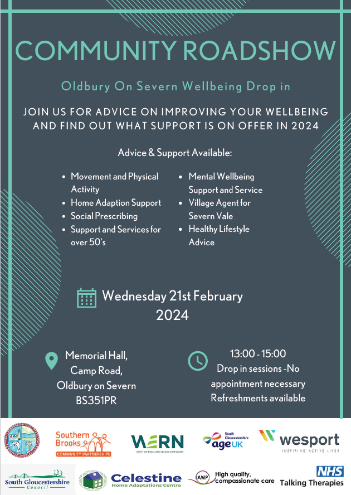 COMMUNITY ROADSHOW
Oldbury On Severn Wellbeing Drop in
JOIN US FOR ADVICE ON IMPROVING YOUR WELLBEING
AND FIND OUT WHAT SUPPORT IS ON OFFER IN 2024
Advice & Support Available:
• Movement and Physical
Activity
• Home Adaption Support
• Social Prescribing
• Support and Services for
over 50's
• Mental Wellbeing
Support and Service
• Village Agent for
Severn Vale
• Healthy Lifestyle
Advice
Wednesday 21st February
2024
Memorial Hall,
Camp Road,
Oldbury on Severn
BS351PR
13:00 - 15:00
Drop in sessions -No
appointment necessary
Refreshments available
Southern
Brooks
COMMUNITY PARTNERSHIPS
WERN
South
Gloucestershire's
age UK
wesport
South Gloucestershire
Council
Celestine
Home Adaptations Centre
High quality,
compassionate care
NHS
Talking Therapies